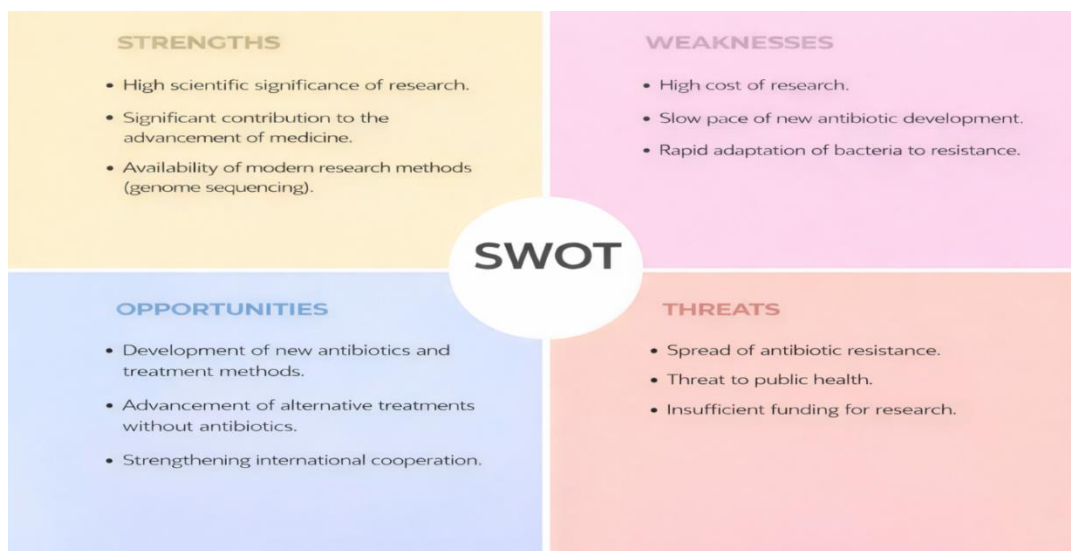 STRENGTHS
• High scientific significance of research.
• Significant contribution to the
advancement of medicine.
• Availability of modern research methods
(genome sequencing).
WEAKNESSES
• High cost of research.
• Slow pace of new antibiotic development.
• Rapid adaptation of bacteria to resistance.
SWOT
OPPORTUNITIES
• Development of new antibiotics and
treatment methods.
• Advancement of alternative treatments
without antibiotics.
• Strengthening international cooperation.
THREATS
• Spread of antibiotic resistance.
• Threat to public health.
• Insufficient funding for research.